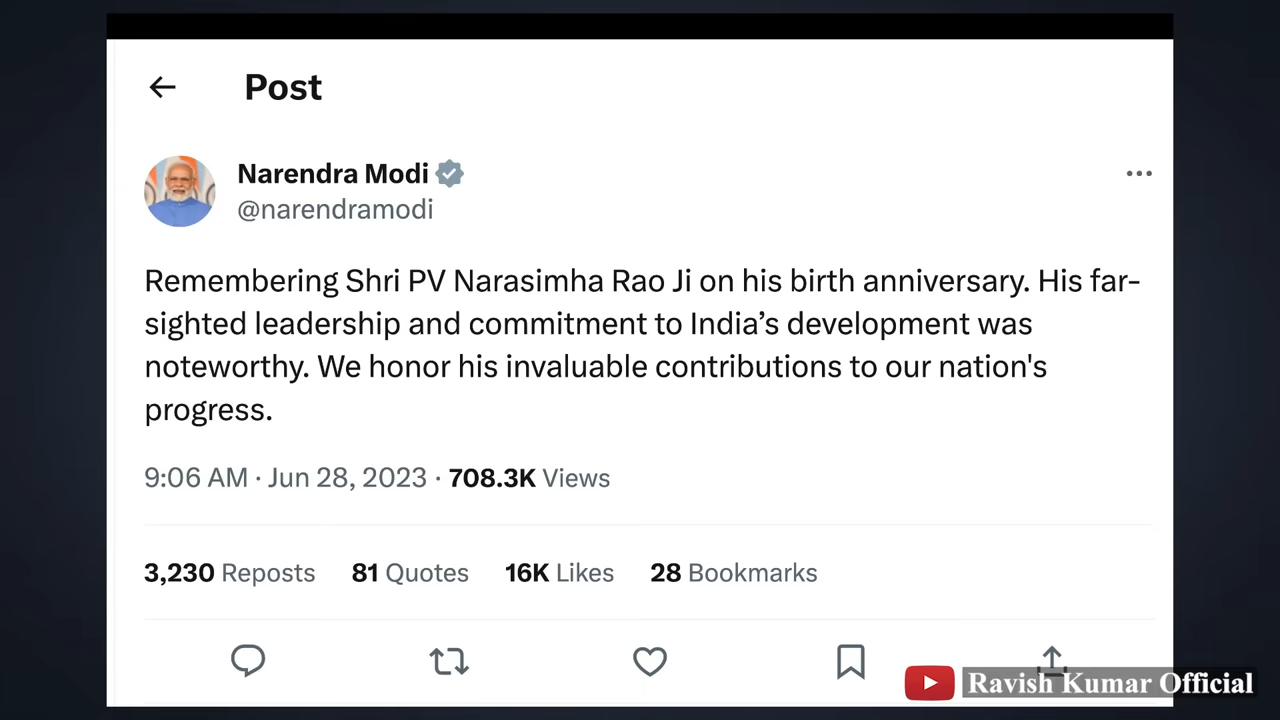 Post
Narendra Modi
@narendramodi
Remembering Shri PV Narasimha Rao Ji on his birth anniversary. His far-
sighted leadership and commitment to India’s development was
noteworthy. We honor his invaluable contributions to our nation's
progress.
9:06 AM · Jun 28, 2023 · 708.3K Views
3,230 Reposts 81 Quotes 16K Likes 28 Bookmarks
Ravish Kumar Official